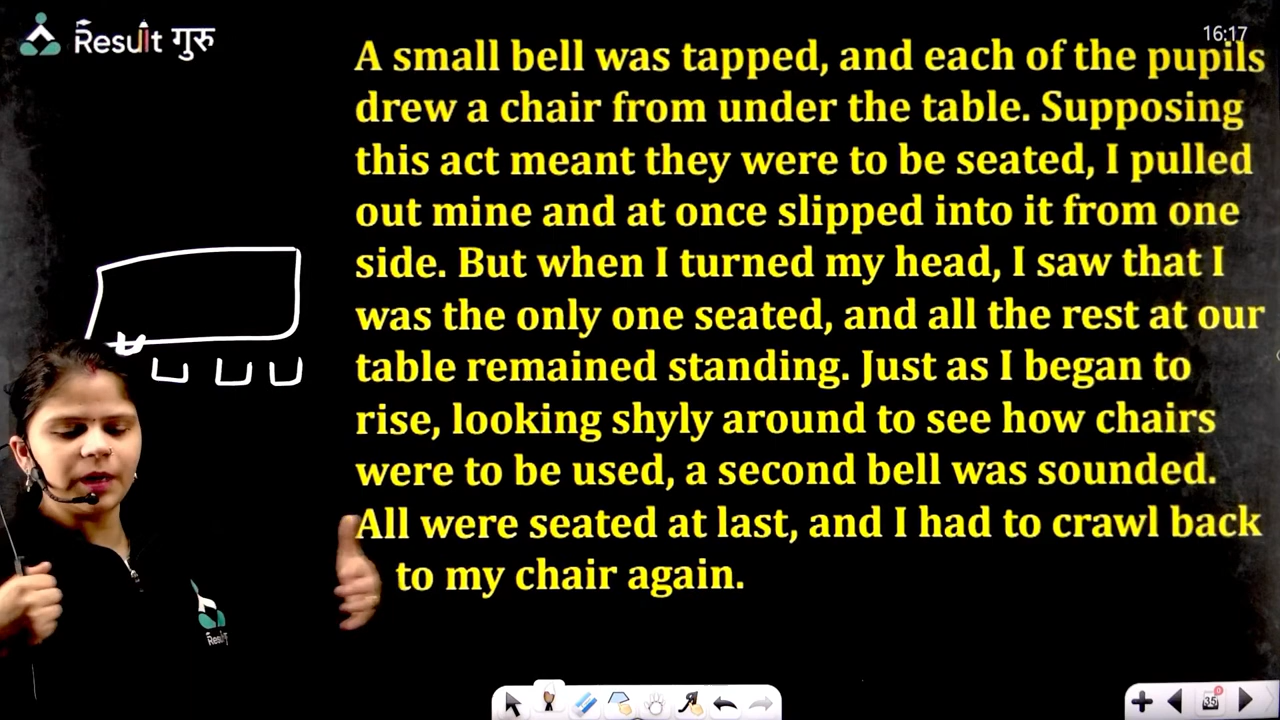 Result गुरु
16:17
A small bell was tapped, and each of the pupils
drew a chair from under the table. Supposing
this act meant they were to be seated, I pulled
out mine and at once slipped into it from one
side. But when I turned my head, I saw that I
was the only one seated, and all the rest at our
table remained standing. Just as I began to
rise, looking shyly around to see how chairs
were to be used, a second bell was sounded.
All were seated at last, and I had to crawl back
to my chair again.
Result
35